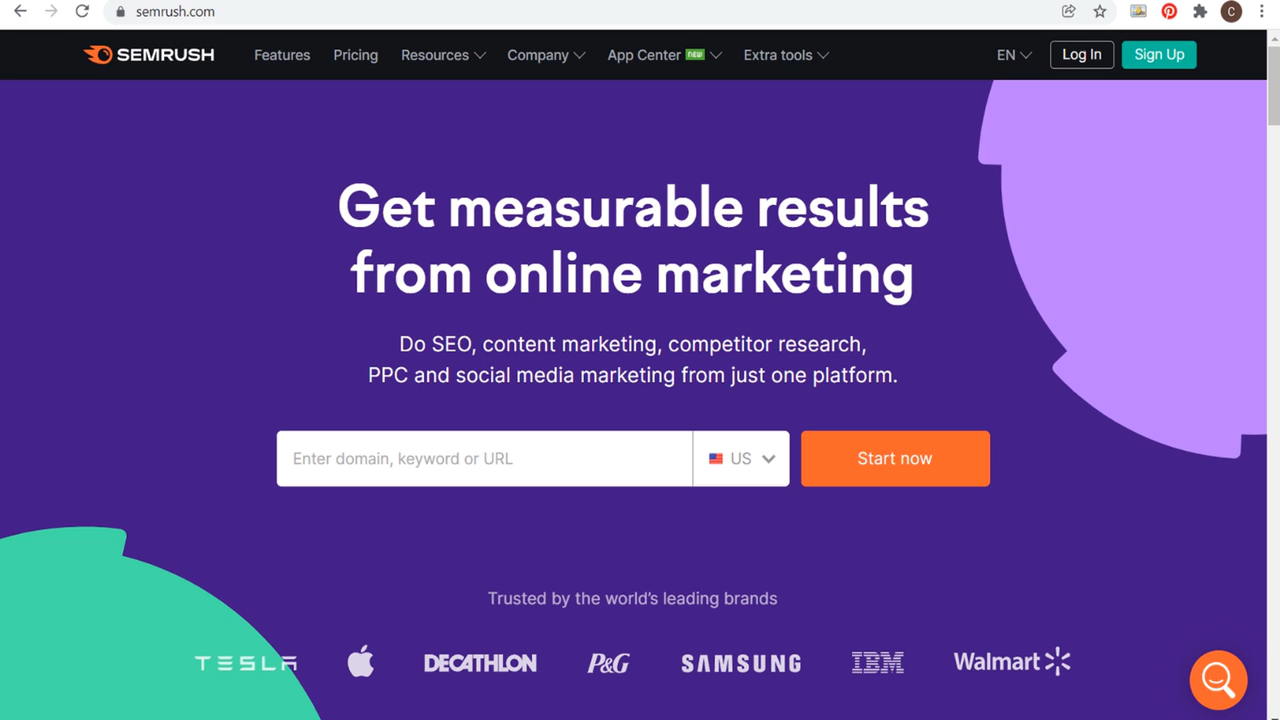 semrush.com
C
SEMRUSH Features Pricing Resources Company App Center NEW Extra tools EN Log In Sign Up
Get measurable results
from online marketing
Do SEO, content marketing, competitor research,
PPC and social media marketing from just one platform.
Enter domain, keyword or URL US Start now
Trusted by the world's leading brands
TESLA DECATHLON P&G SAMSUNG IBM Walmart